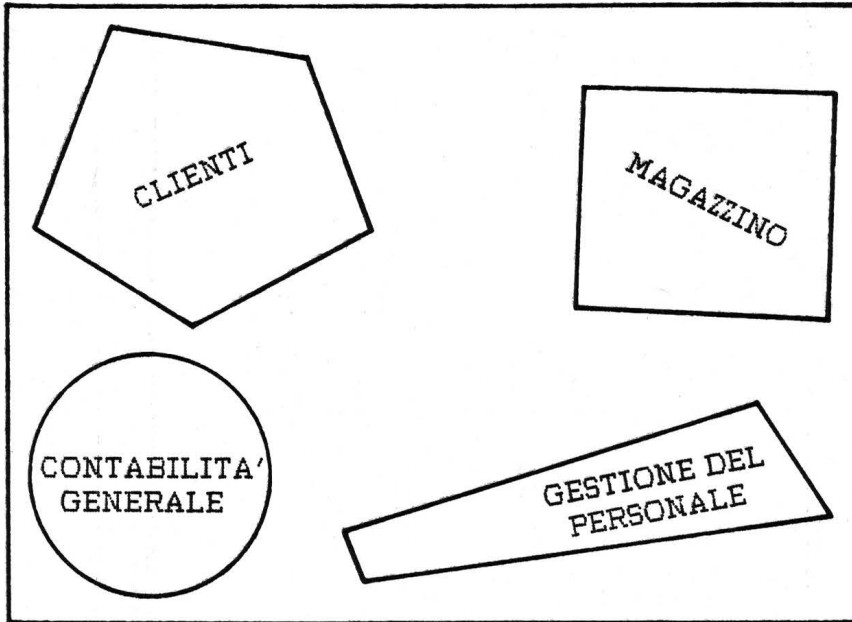 CLIENTI
MAGAZZINO
CONTABILITA'
GENERALE
GESTIONE DEL
PERSONALE